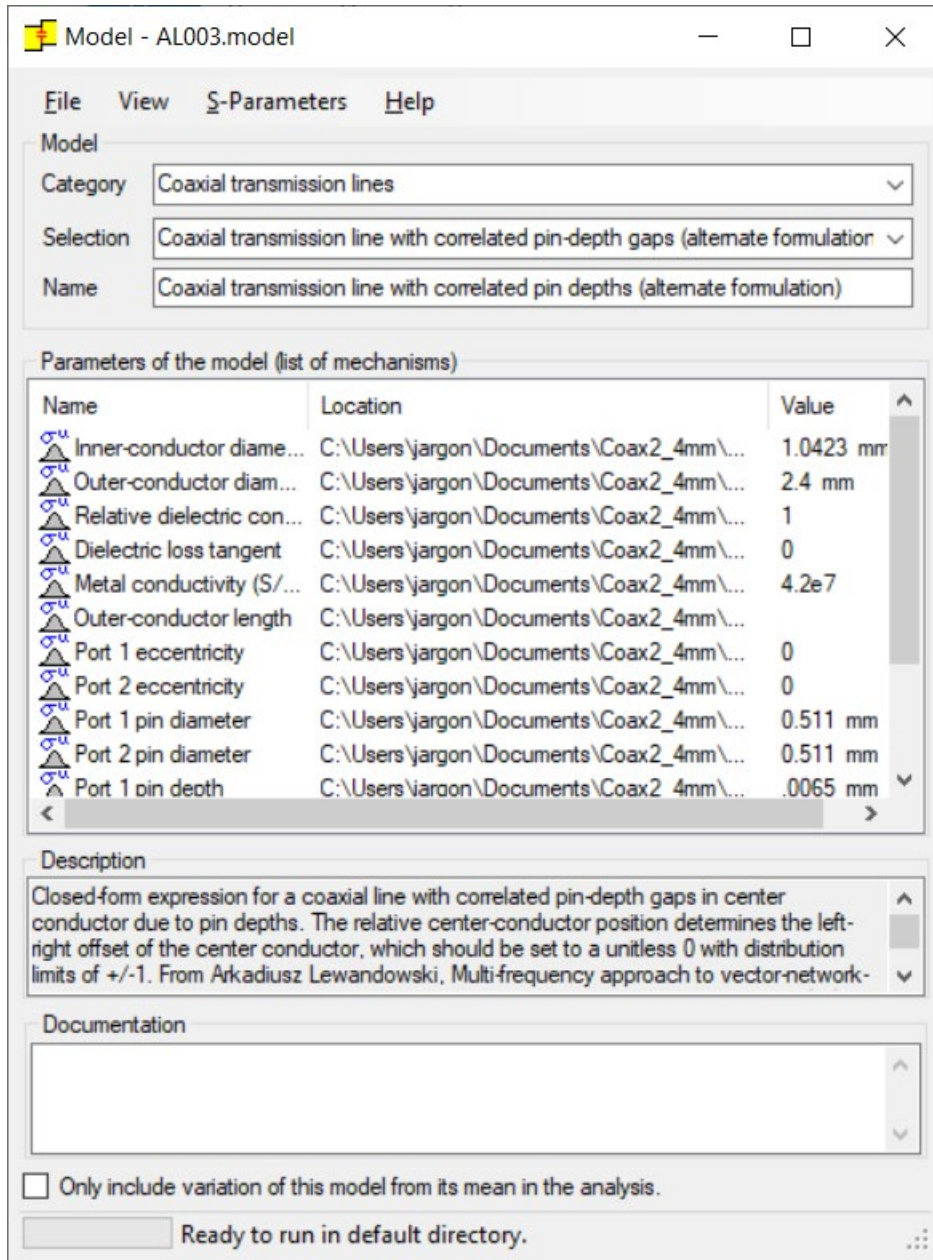 Model - AL003.model
File View S-Parameters Help
Model
Category Coaxial transmission lines
Selection Coaxial transmission line with correlated pin-depth gaps (alternate formulation
Name Coaxial transmission line with correlated pin depths (alternate formulation)
Parameters of the model (list of mechanisms)
Name Location Value
σu Inner-conductor diame... C:\Users\jargon\Documents\Coax2_4mm\... 1.0423 mm
σu Outer-conductor diam... C:\Users\jargon\Documents\Coax2_4mm\... 2.4 mm
σu Relative dielectric con... C:\Users\jargon\Documents\Coax2_4mm\... 1
σu Dielectric loss tangent C:\Users\jargon\Documents\Coax2_4mm\... 0
σu Metal conductivity (S/... C:\Users\jargon\Documents\Coax2_4mm\... 4.2e7
σu Outer-conductor length C:\Users\jargon\Documents\Coax2_4mm\...
σu Port 1 eccentricity C:\Users\jargon\Documents\Coax2_4mm\... 0
σu Port 2 eccentricity C:\Users\jargon\Documents\Coax2_4mm\... 0
σu Port 1 pin diameter C:\Users\jargon\Documents\Coax2_4mm\... 0.511 mm
σu Port 2 pin diameter C:\Users\jargon\Documents\Coax2_4mm\... 0.511 mm
σu Port 1 pin depth C:\Users\jargon\Documents\Coax2_4mm\... .0065 mm
Description
Closed-form expression for a coaxial line with correlated pin-depth gaps in center
conductor due to pin depths. The relative center-conductor position determines the left-
right offset of the center conductor, which should be set to a unitless 0 with distribution
limits of +/-1. From Arkadiusz Lewandowski, Multi-frequency approach to vector-network-
Documentation
Only include variation of this model from its mean in the analysis.
Ready to run in default directory.